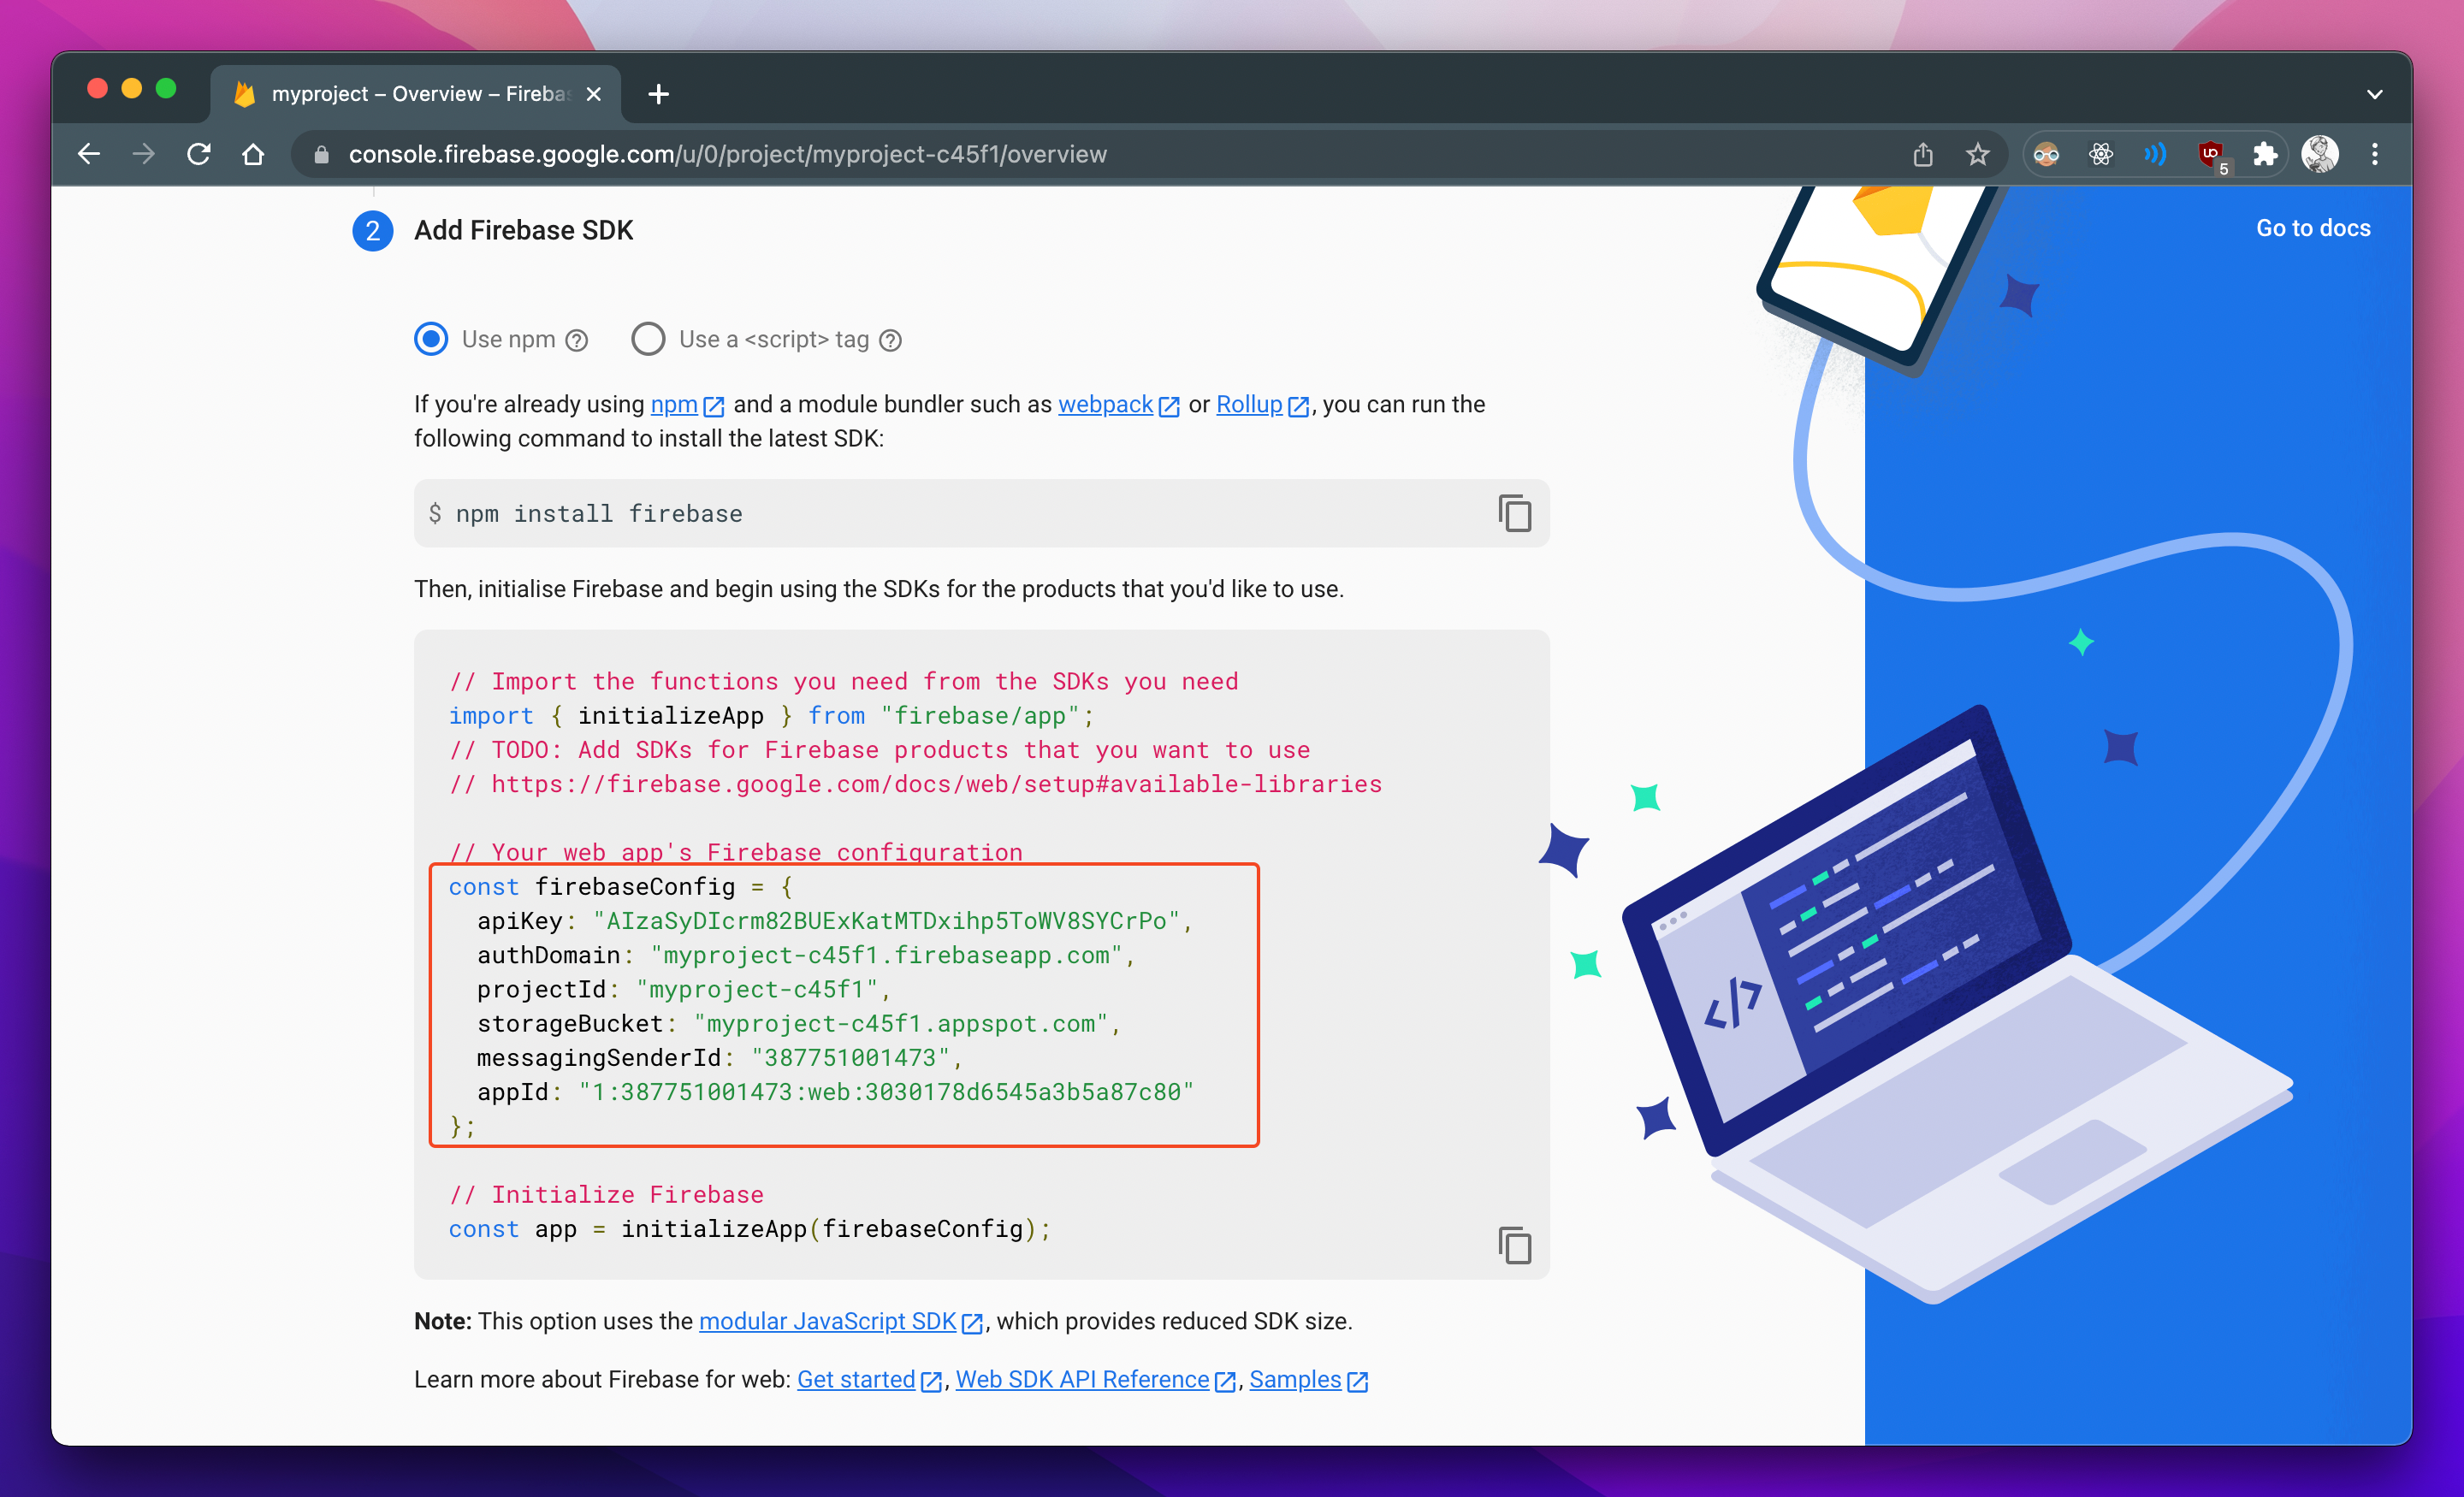 myproject – Overview – Firebas
console.firebase.google.com/u/0/project/myproject-c45f1/overview
5
2 Add Firebase SDK
Go to docs
Use npm Use a <script> tag
If you're already using npm and a module bundler such as webpack or Rollup, you can run the
following command to install the latest SDK:
$ npm install firebase
Then, initialise Firebase and begin using the SDKs for the products that you'd like to use.
// Import the functions you need from the SDKs you need
import { initializeApp } from "firebase/app";
// TODO: Add SDKs for Firebase products that you want to use
// https://firebase.google.com/docs/web/setup#available-libraries
// Your web app's Firebase configuration
const firebaseConfig = {
apiKey: "AIzaSyDIcrm82BUExKatMTDxihp5ToWV8SYCrPo",
authDomain: "myproject-c45f1.firebaseapp.com",
projectId: "myproject-c45f1",
storageBucket: "myproject-c45f1.appspot.com",
messagingSenderId: "387751001473",
appId: "1:387751001473:web:3030178d6545a3b5a87c80"
};
// Initialize Firebase
const app = initializeApp(firebaseConfig);
</>
Note: This option uses the modular JavaScript SDK, which provides reduced SDK size.
Learn more about Firebase for web: Get started, Web SDK API Reference, Samples